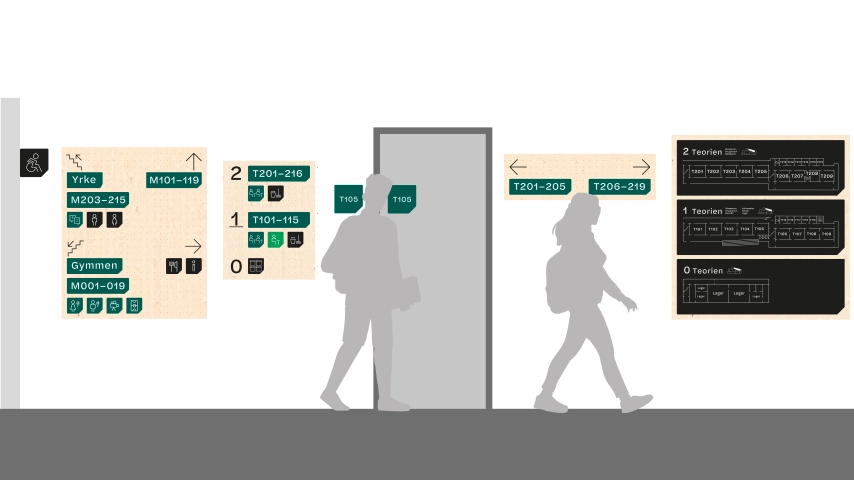 Yrke
M101–119
M203–215
Gymmen
M001–019
2
T201–216
1
T101–115
0
T105
T105
T201–205
T206–219
2 Teorien
T201
T202
T203
T204
T205
T206
T207
T208
T209
1 Teorien
T101
T102
T103
T104
T105
T106
T107
T108
T109
0 Teorien
Lager
Lager
Lager
Lager